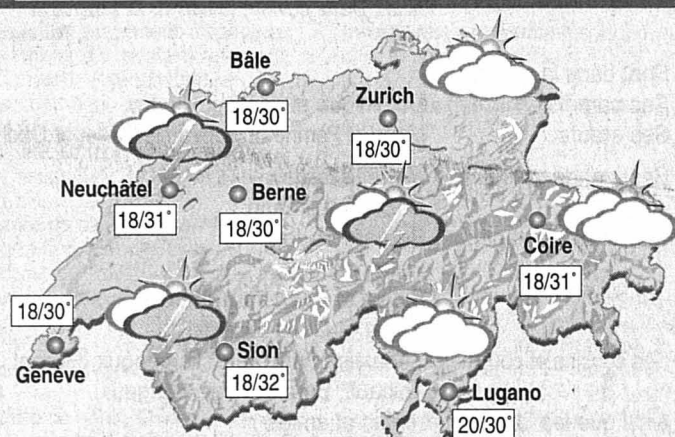 Bâle
18/30°
Zurich
18/30°
Neuchâtel
18/31°
Berne
18/30°
Coire
18/31°
18/30°
Genève
Sion
18/32°
Lugano
20/30°